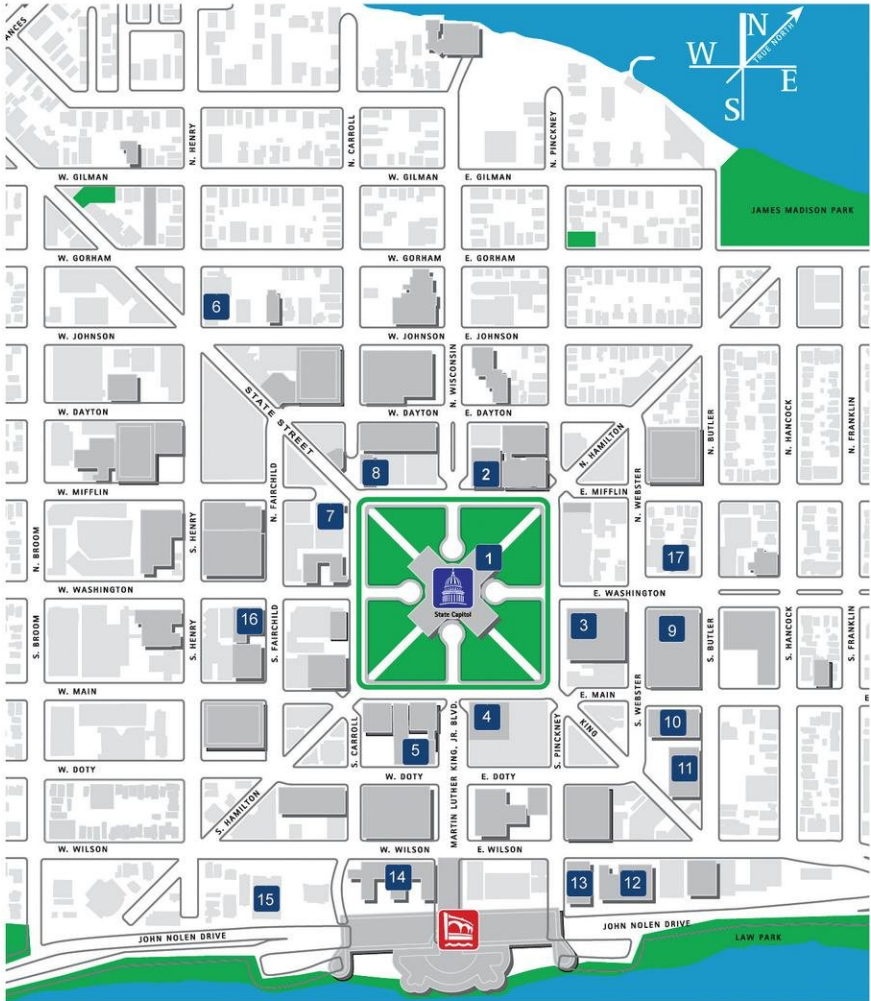 ANCES
N
TRUE NORTH
W
E
S
N. HENRY
N. CARROLL
N. PINCKNEY
W. GILMAN
W. GILMAN
E. GILMAN
JAMES MADISON PARK
W. GORHAM
W. GORHAM
E. GORHAM
6
W. JOHNSON
W. JOHNSON
E. JOHNSON
N. WISCONSIN
STATE STREET
W. DAYTON
W. DAYTON
E. DAYTON
N. HAMILTON
N. BUTLER
N. HANCOCK
N. FRANKLIN
8
2
N. FAIRCHILD
W. MIFFLIN
E. MIFFLIN
N. WEBSTER
7
N. BROOM
S. HENRY
1
17
W. WASHINGTON
E. WASHINGTON
State Capitol
S. BROOM
S. HENRY
16
S. FAIRCHILD
3
9
S. BUTLER
S. HANCOCK
S. FRANKLIN
W. MAIN
E. MAIN
E
S. WEBSTER
S. CARROLL
MARTIN LUTHER KING, JR. BLVD.
4
S. PINCKNEY
KING
10
5
11
W. DOTY
W. DOTY
E. DOTY
S. HAMILTON
W. WILSON
W. WILSON
E. WILSON
14
13
12
15
JOHN NOLEN DRIVE
JOHN NOLEN DRIVE
LAW PARK